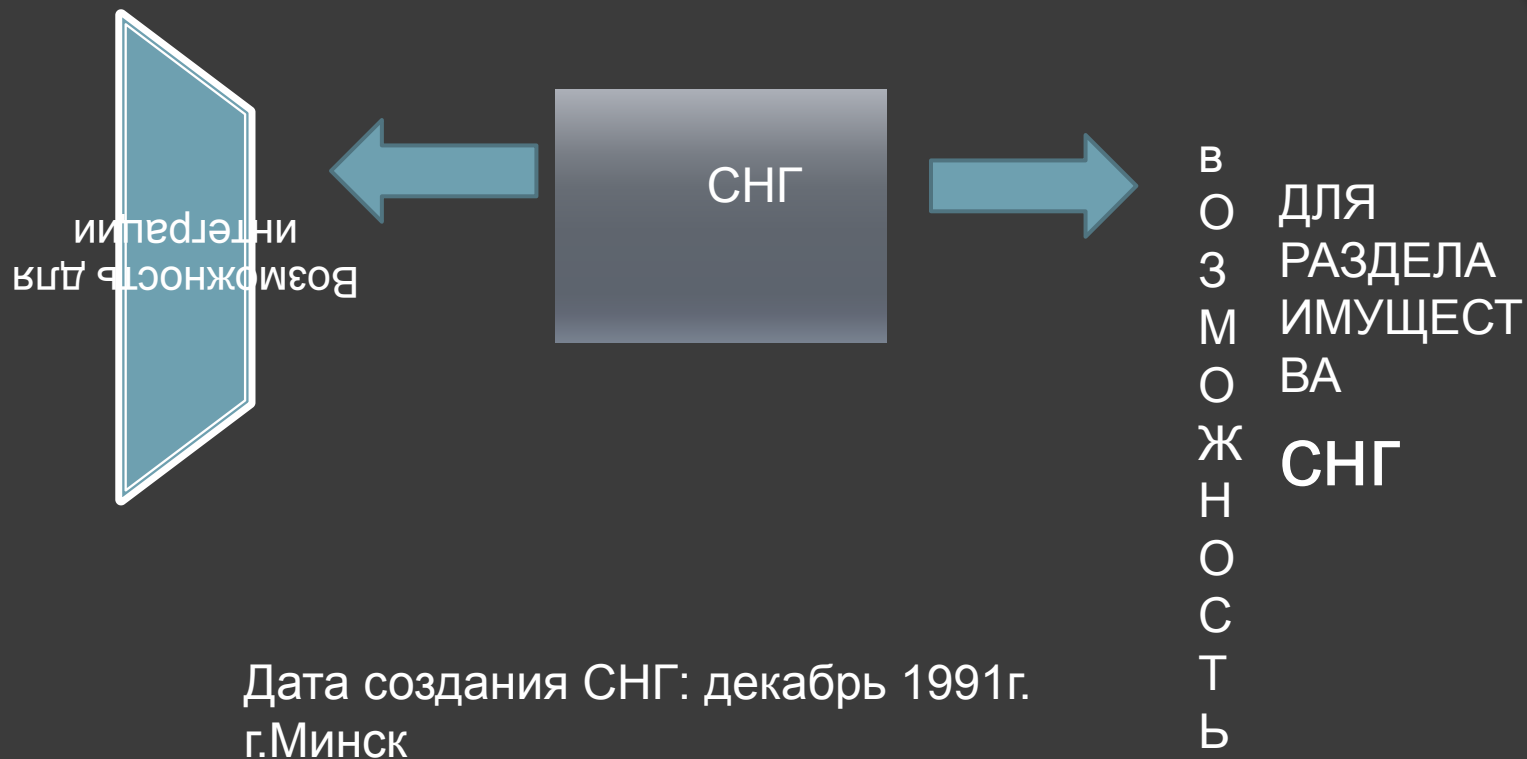 Возможность для
интеграции
СНГ
в
О
З
М
О
Ж
Н
О
С
Т
Ь
ДЛЯ
РАЗДЕЛА
ИМУЩЕСТ
ВА
СНГ
Дата создания СНГ: декабрь 1991г.
г.Минск